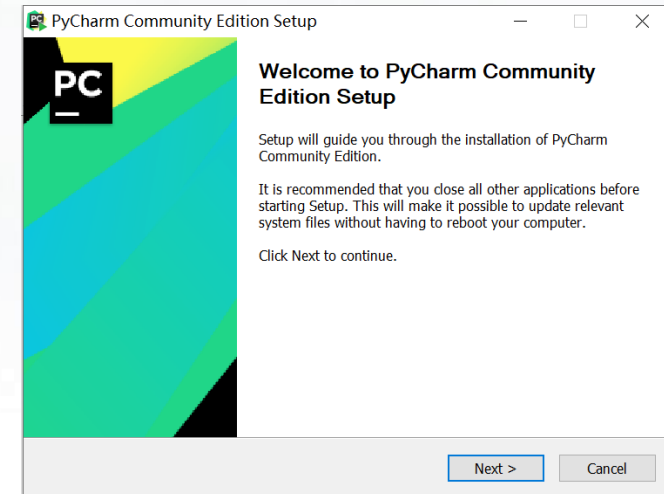 PyCharm Community Edition Setup
PC
Welcome to PyCharm Community
Edition Setup
Setup will guide you through the installation of PyCharm
Community Edition.
It is recommended that you close all other applications before
starting Setup. This will make it possible to update relevant
system files without having to reboot your computer.
Click Next to continue.
Next >
Cancel